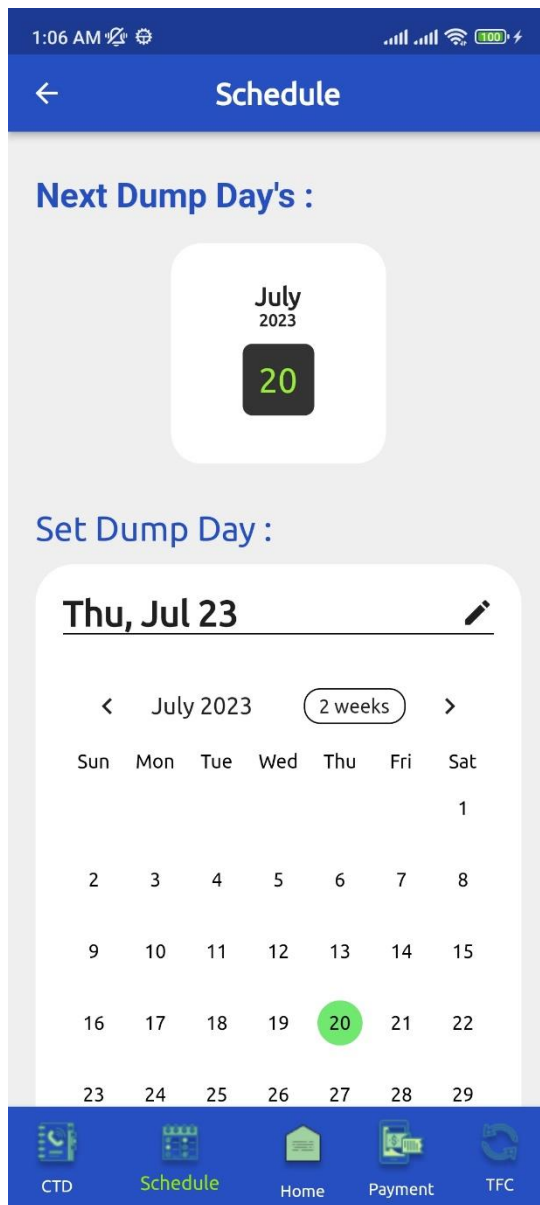 1:06 AM 100
Schedule
Next Dump Day's :
July
2023
20
Set Dump Day :
Thu, Jul 23
July 2023 2 weeks
Sun Mon Tue Wed Thu Fri Sat
1
2 3 4 5 6 7 8
9 10 11 12 13 14 15
16 17 18 19 20 21 22
23 24 25 26 27 28 29
CTD Schedule Home Payment TFC